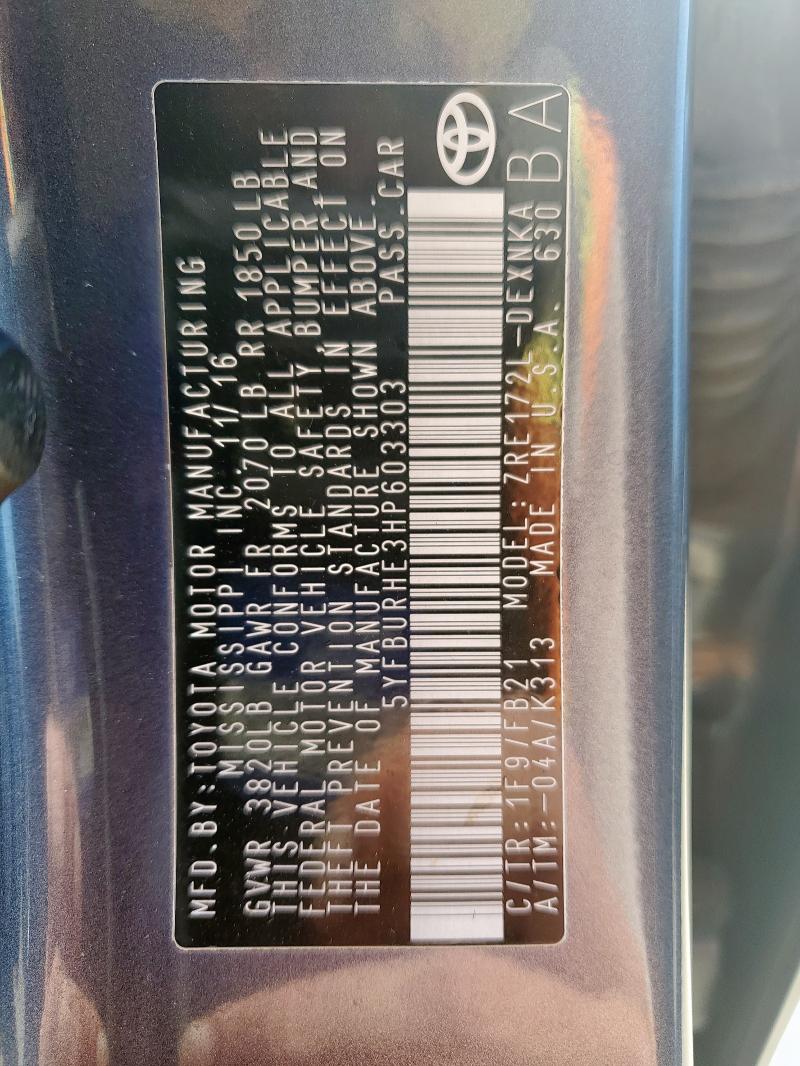 MFD.BY:TOYOTA MOTOR MANUFACTURING
MISSISSIPPI INC 11/16
GVWR 3820LB GAWR FR 2070 LB RR 1850LB
THIS VEHICLE CONFORMS TO ALL APPLICABLE
FEDERAL MOTOR VEHICLE SAFETY BUMPER AND
THEFT PREVENTION STANDARDS IN EFFECT ON
THE DATE OF MANUFACTURE SHOWN ABOVE.
5YFBURHE3HP603303 PASS.CAR
C/TR:1F9/FB21 MODEL:ZRE172L-DEXNKA
A/TM:-04A/K313 MADE IN U.S.A. 630
BA